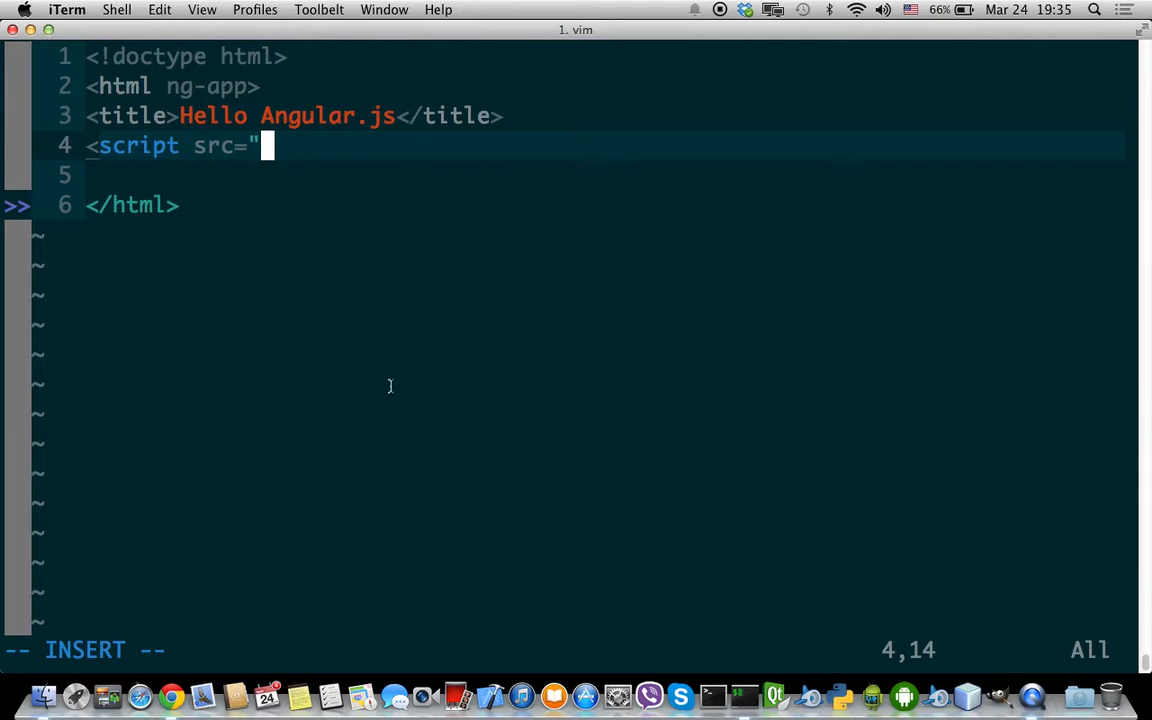 iTerm Shell Edit View Profiles Toolbelt Window Help 66% Mar 24 19:35
1. vim
1 <!doctype html>
2 <html ng-app>
3 <title>Hello Angular.js</title>
4 <script src="
5
6 </html>
>>
~
~
~
~
~
~
~
~
~
~
~
~
~
~
-- INSERT -- 4,14 All